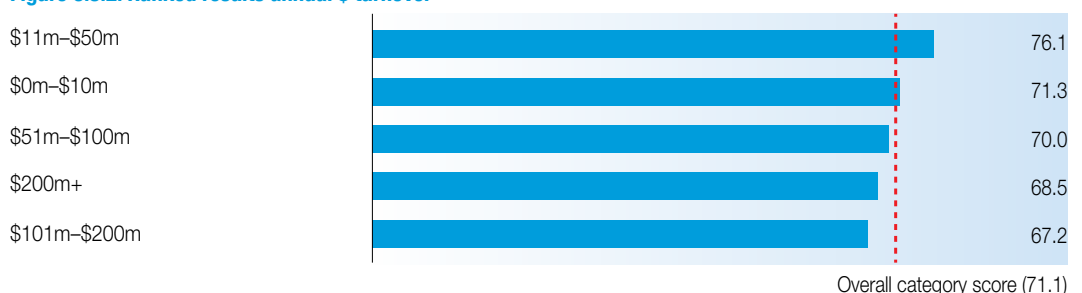 $11m–$50m 76.1
$0m–$10m 71.3
$51m–$100m 70.0
$200m+ 68.5
$101m–$200m 67.2
Overall category score (71.1)